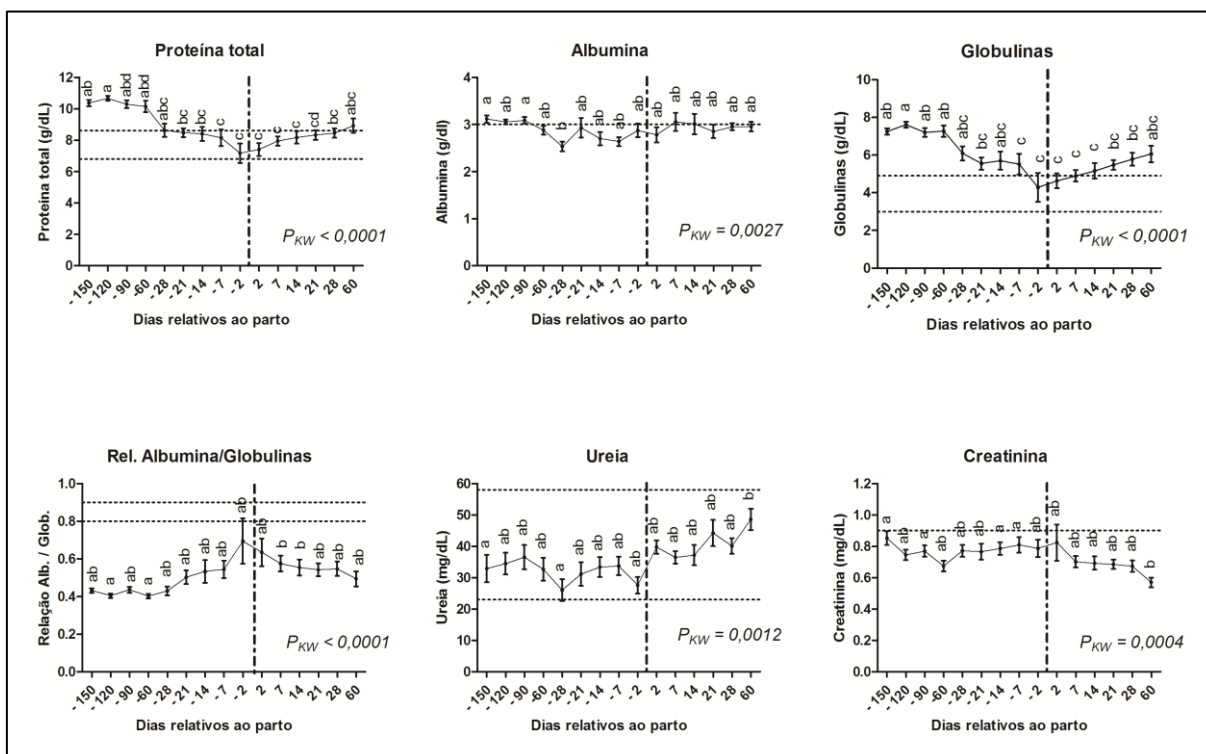 Proteína total
Proteína total (g/dL)
12
10
8
6
4
2
0
ab
a
abd
abd
abc
bc
bc
c
c
c
c
c
cd
bc
abc
P_KW < 0,0001
- 150
- 120
- 90
- 60
- 28
- 21
- 14
- 7
- 2
2
7
14
21
28
60
Dias relativos ao parto
Albumina
Albumina (g/dl)
4
3
2
1
0
a
ab
a
ab
b
ab
ab
ab
ab
ab
ab
ab
ab
ab
ab
P_KW = 0,0027
- 150
- 120
- 90
- 60
- 28
- 21
- 14
- 7
- 2
2
7
14
21
28
60
Dias relativos ao parto
Globulinas
Globulinas (g/dL)
10
8
6
4
2
0
ab
a
ab
ab
abc
bc
abc
c
c
c
c
c
bc
bc
abc
P_KW < 0,0001
- 150
- 120
- 90
- 60
- 28
- 21
- 14
- 7
- 2
2
7
14
21
28
60
Dias relativos ao parto
Rel. Albumina/Globulinas
Relação Alb. / Glob.
1.0
0.8
0.6
0.4
0.2
0.0
ab
a
ab
a
ab
ab
ab
ab
ab
ab
b
b
ab
ab
ab
P_KW < 0,0001
- 150
- 120
- 90
- 60
- 28
- 21
- 14
- 7
- 2
2
7
14
21
28
60
Dias relativos ao parto
Ureia
Ureia (mg/dL)
60
50
40
30
20
10
0
ab
ab
ab
ab
a
ab
ab
ab
ab
ab
ab
ab
ab
ab
b
P_KW = 0,0012
- 150
- 120
- 90
- 60
- 28
- 21
- 14
- 7
- 2
2
7
14
21
28
60
Dias relativos ao parto
Creatinina
Creatinina (mg/dL)
1.2
1.0
0.8
0.6
0.4
0.2
0.0
a
ab
ab
ab
ab
ab
a
a
ab
ab
ab
ab
ab
ab
b
P_KW = 0,0004
- 150
- 120
- 90
- 60
- 28
- 21
- 14
- 7
- 2
2
7
14
21
28
60
Dias relativos ao parto